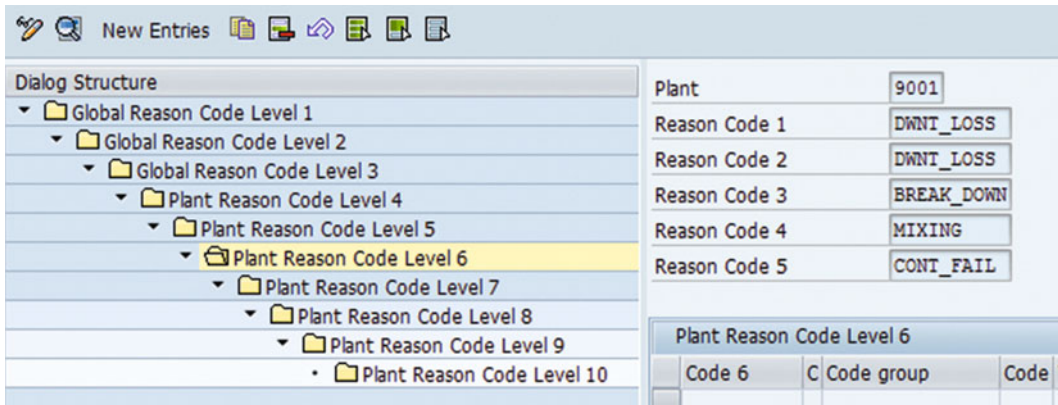 New Entries
Dialog Structure
Global Reason Code Level 1
Global Reason Code Level 2
Global Reason Code Level 3
Plant Reason Code Level 4
Plant Reason Code Level 5
Plant Reason Code Level 6
Plant Reason Code Level 7
Plant Reason Code Level 8
Plant Reason Code Level 9
Plant Reason Code Level 10
Plant 9001
Reason Code 1 DWNT_LOSS
Reason Code 2 DWNT_LOSS
Reason Code 3 BREAK_DOWN
Reason Code 4 MIXING
Reason Code 5 CONT_FAIL
Plant Reason Code Level 6
Code 6 C Code group Code